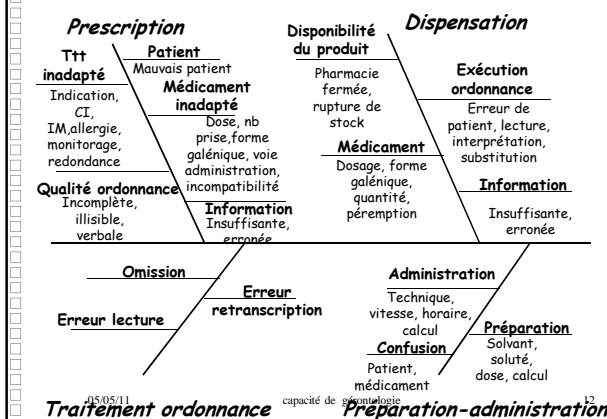 Prescription
Ttt
inadapté
Indication,
CI,
IM,allergie,
monitorage,
redondance
Patient
Mauvais patient
Médicament
inadapté
Dose, nb
prise,forme
galénique, voie
administration,
incompatibilité
Qualité ordonnance
Incomplète,
illisible,
verbale
Information
Insuffisante,
erronée
Dispensation
Disponibilité
du produit
Pharmacie
fermée,
rupture de
stock
Exécution
ordonnance
Erreur de
patient, lecture,
interprétation,
substitution
Médicament
Dosage, forme
galénique,
quantité,
péremption
Information
Insuffisante,
erronée
Omission
Erreur
retranscription
Erreur lecture
Traitement ordonnance
Administration
Technique,
vitesse, horaire,
calcul
Confusion
Patient,
médicament
Préparation
Solvant,
soluté,
dose, calcul
Préparation-administration
05/05/11
capacité de gérontologie
12